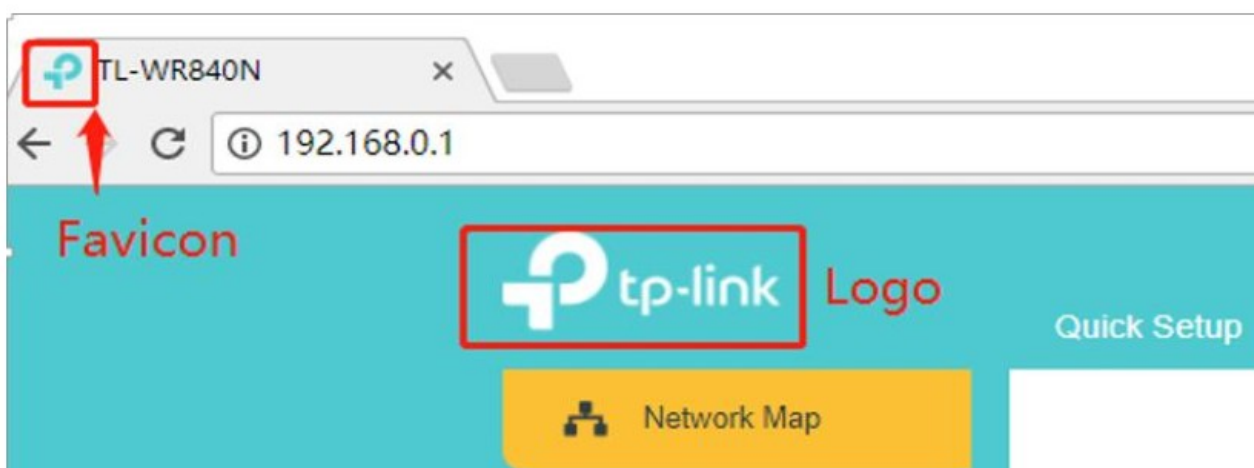 TL-WR840N
192.168.0.1
Favicon
tp-link
Logo
Quick Setup
Network Map